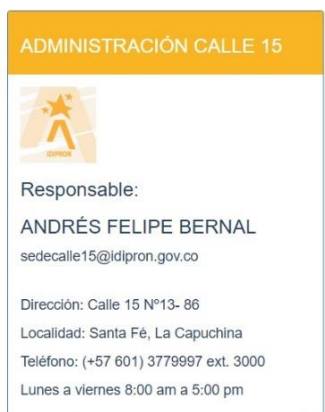 ADMINISTRACIÓN CALLE 15
IDIPRON
Responsable:
ANDRÉS FELIPE BERNAL
sedecalle15@idipron.gov.co
Dirección: Calle 15 Nº13- 86
Localidad: Santa Fé, La Capuchina
Teléfono: (+57 601) 3779997 ext. 3000
Lunes a viernes 8:00 am a 5:00 pm